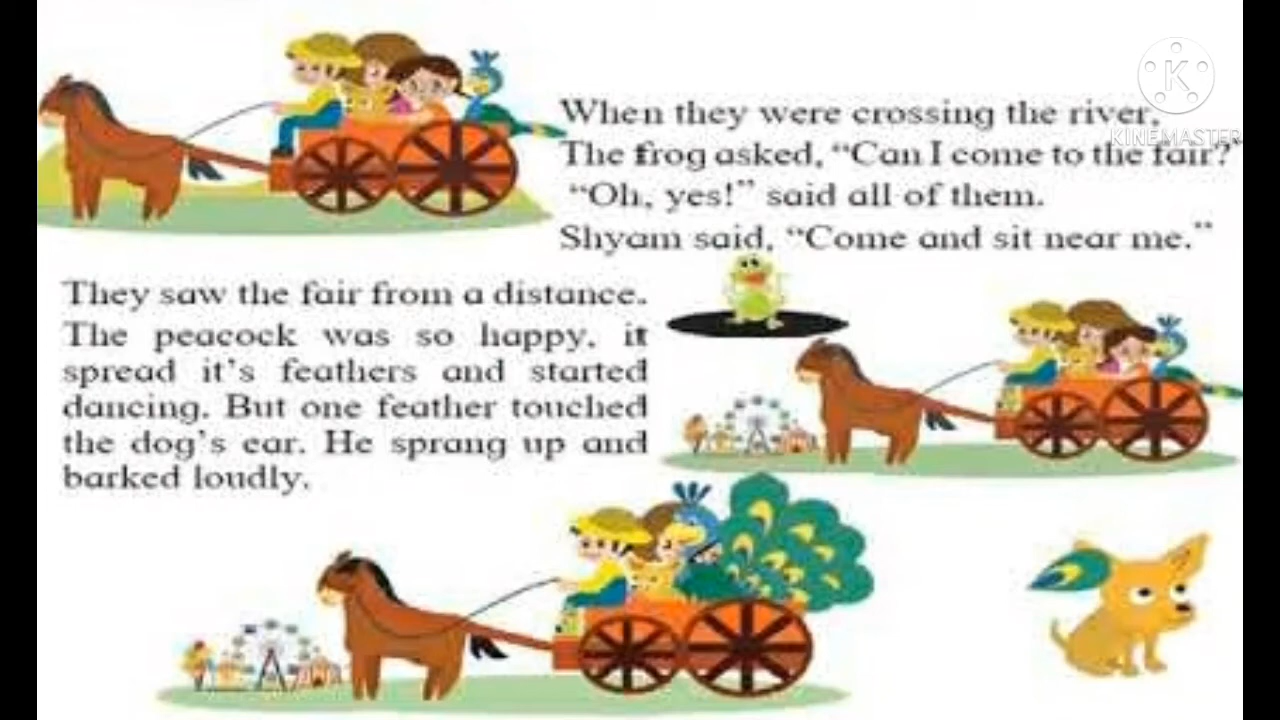 When they were crossing the river,
The frog asked, “Can I come to the fair?”
“Oh, yes!” said all of them.
Shyam said, “Come and sit near me.”
They saw the fair from a distance.
The peacock was so happy, it
spread it's feathers and started
dancing. But one feather touched
the dog's ear. He sprang up and
barked loudly.
K
KINEMASTER